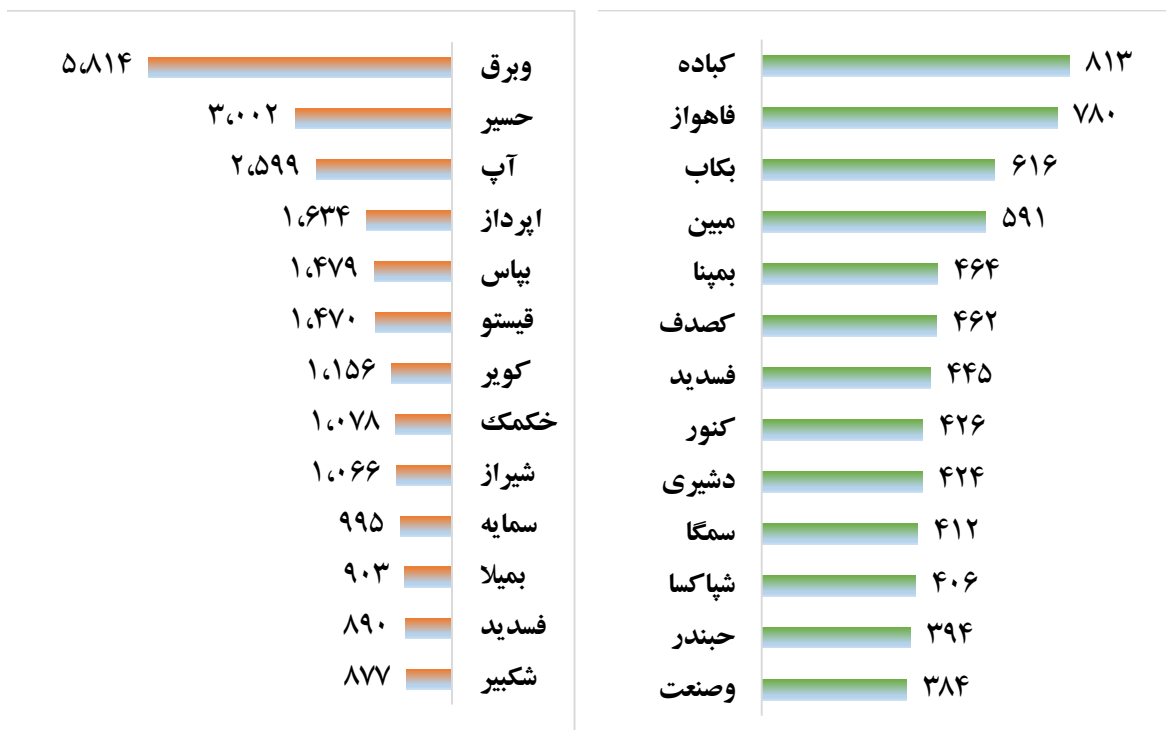 کباده ۸۱۳
فاهواز ۷۸۰
بکاب ۶۱۶
مبین ۵۹۱
بمپنا ۴۶۴
کصدف ۴۶۲
فسدید ۴۴۵
کنور ۴۲۶
دشیری ۴۲۴
سمگا ۴۱۲
شپاکسا ۴۰۶
حبندر ۳۹۴
وصنعت ۳۸۴
وبرق ۵،۸۱۴
حسیر ۳،۰۰۲
آپ ۲،۵۹۹
اپرداز ۱،۶۳۴
بپاس ۱،۴۷۹
قیستو ۱،۴۷۰
کویر ۱،۱۵۶
خکمک ۱،۰۷۸
شیراز ۱،۰۶۶
سمایه ۹۹۵
بمیلا ۹۰۳
فسدید ۸۹۰
شکبیر ۸۷۷